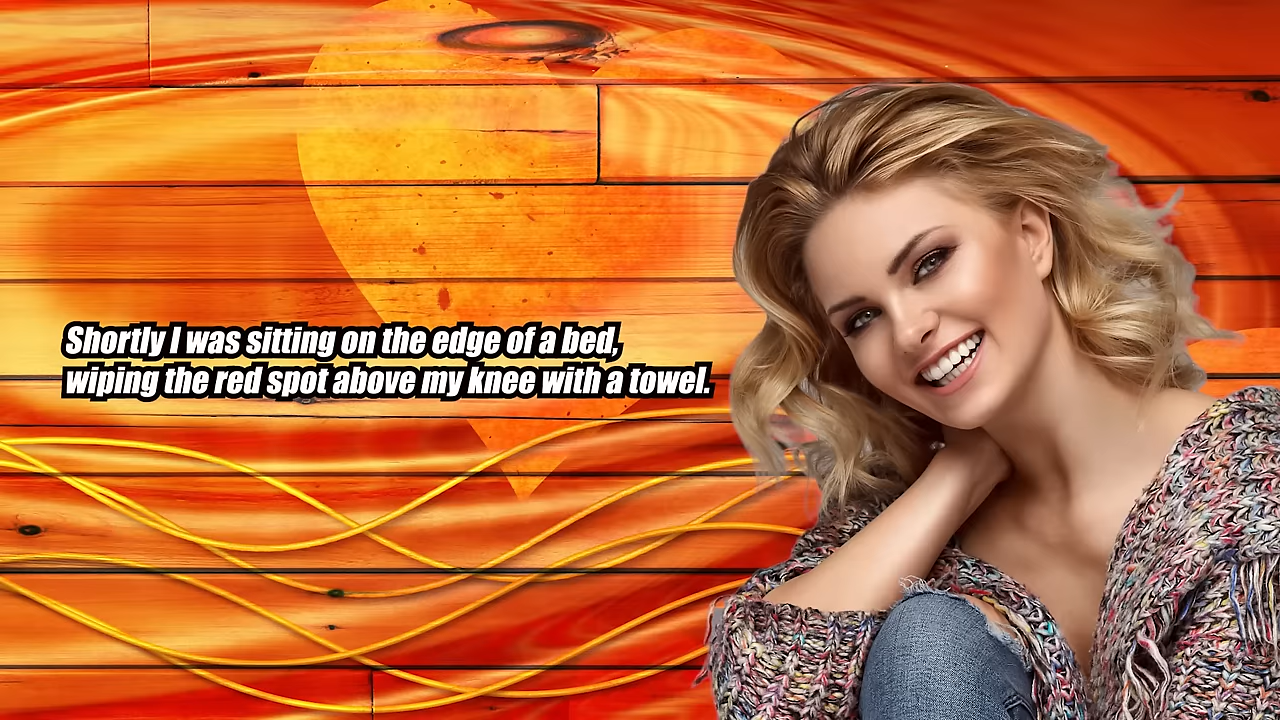 Shortly I was sitting on the edge of a bed,
wiping the red spot above my knee with a towel.